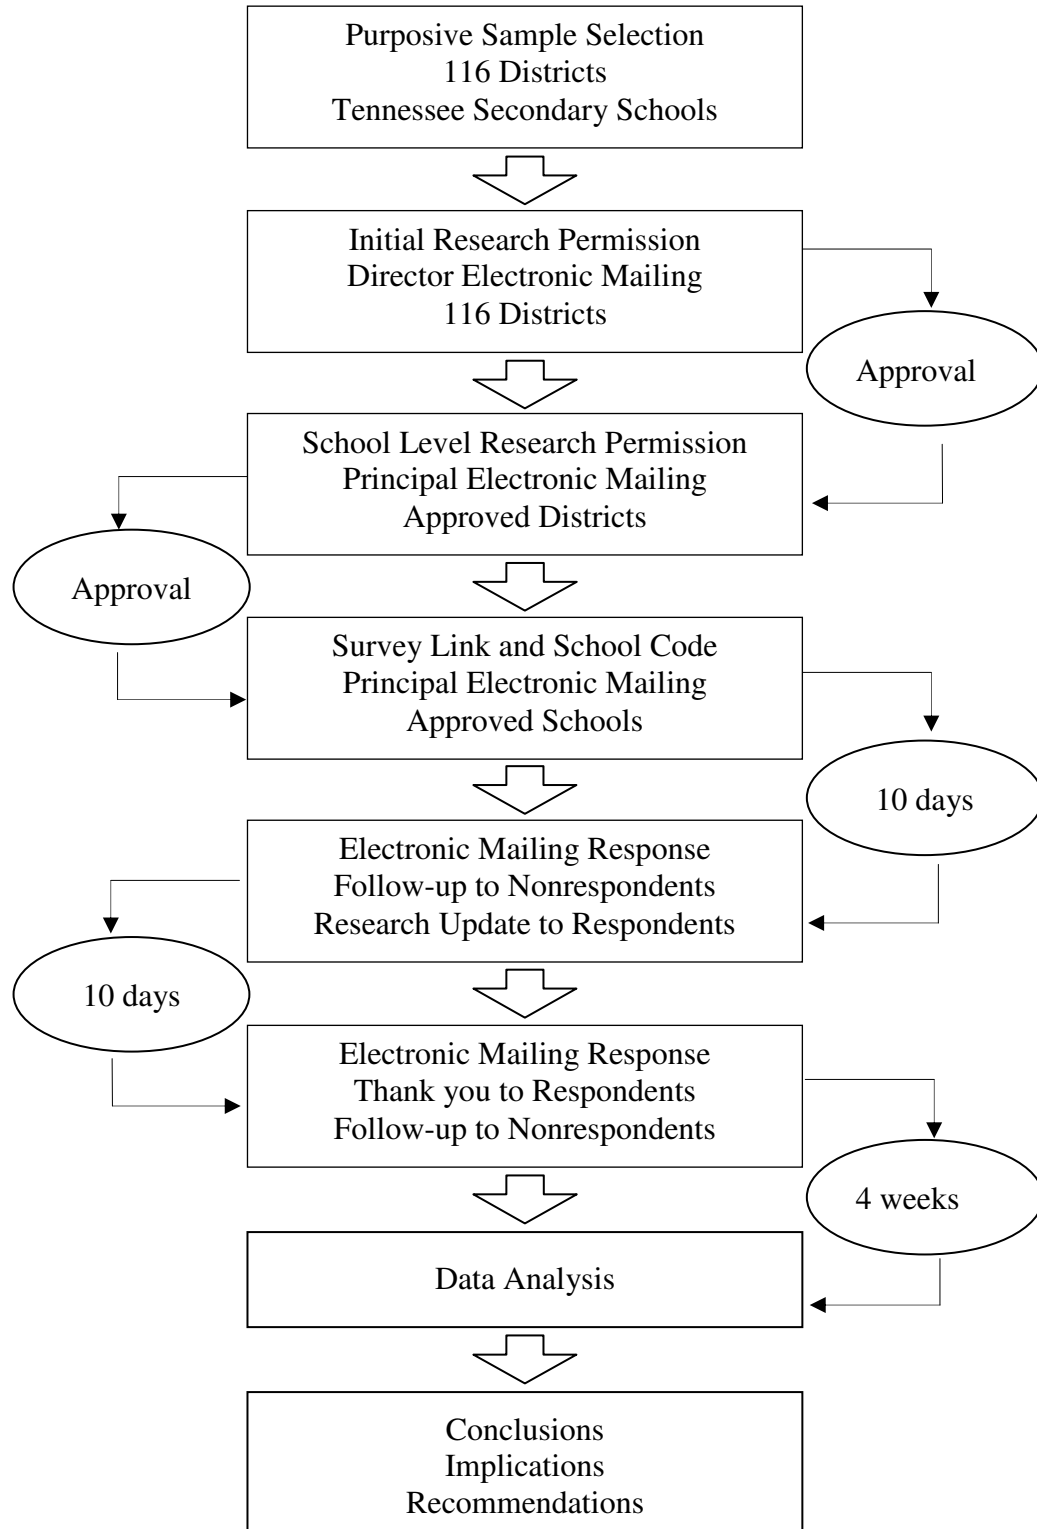 Purposive Sample Selection
116 Districts
Tennessee Secondary Schools
Initial Research Permission
Director Electronic Mailing
116 Districts
Approval
School Level Research Permission
Principal Electronic Mailing
Approved Districts
Approval
Survey Link and School Code
Principal Electronic Mailing
Approved Schools
10 days
Electronic Mailing Response
Follow-up to Nonrespondents
Research Update to Respondents
10 days
Electronic Mailing Response
Thank you to Respondents
Follow-up to Nonrespondents
4 weeks
Data Analysis
Conclusions
Implications
Recommendations